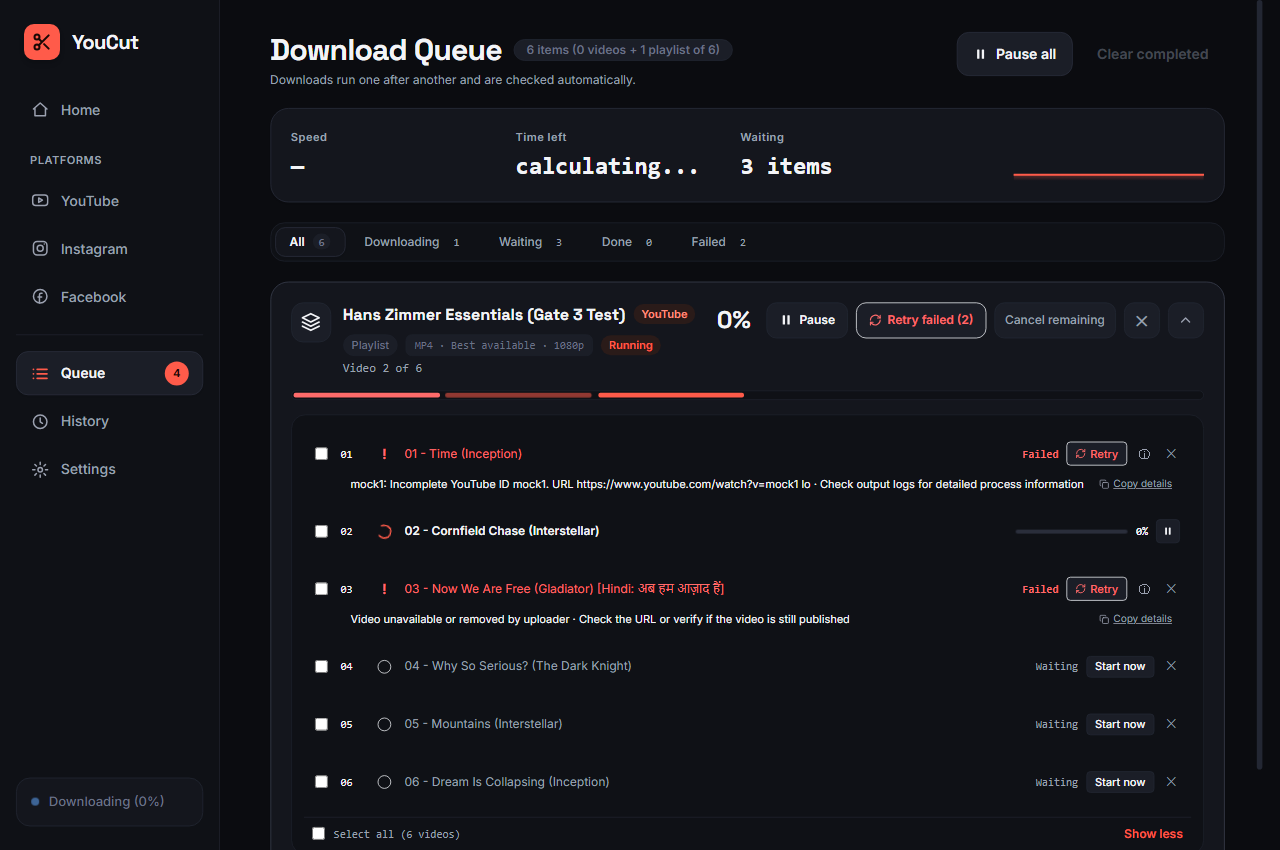 YouCut
Home
PLATFORMS
YouTube
Instagram
Facebook
Queue 4
History
Settings
Downloading (0%)
Download Queue 6 items (0 videos + 1 playlist of 6)
Downloads run one after another and are checked automatically.
Pause all Clear completed
Speed Time left Waiting
— calculating... 3 items
All 6 Downloading 1 Waiting 3 Done 0 Failed 2
Hans Zimmer Essentials (Gate 3 Test) YouTube 0% Pause Retry failed (2) Cancel remaining
Playlist MP4 · Best available · 1080p Running
Video 2 of 6
01 ! 01 - Time (Inception) Failed Retry
mock1: Incomplete YouTube ID mock1. URL https://www.youtube.com/watch?v=mock1 lo · Check output logs for detailed process information Copy details
02 02 - Cornfield Chase (Interstellar) 0%
03 ! 03 - Now We Are Free (Gladiator) [Hindi: अब हम आज़ाद हैं] Failed Retry
Video unavailable or removed by uploader · Check the URL or verify if the video is still published Copy details
04 04 - Why So Serious? (The Dark Knight) Waiting Start now
05 05 - Mountains (Interstellar) Waiting Start now
06 06 - Dream Is Collapsing (Inception) Waiting Start now
Select all (6 videos) Show less